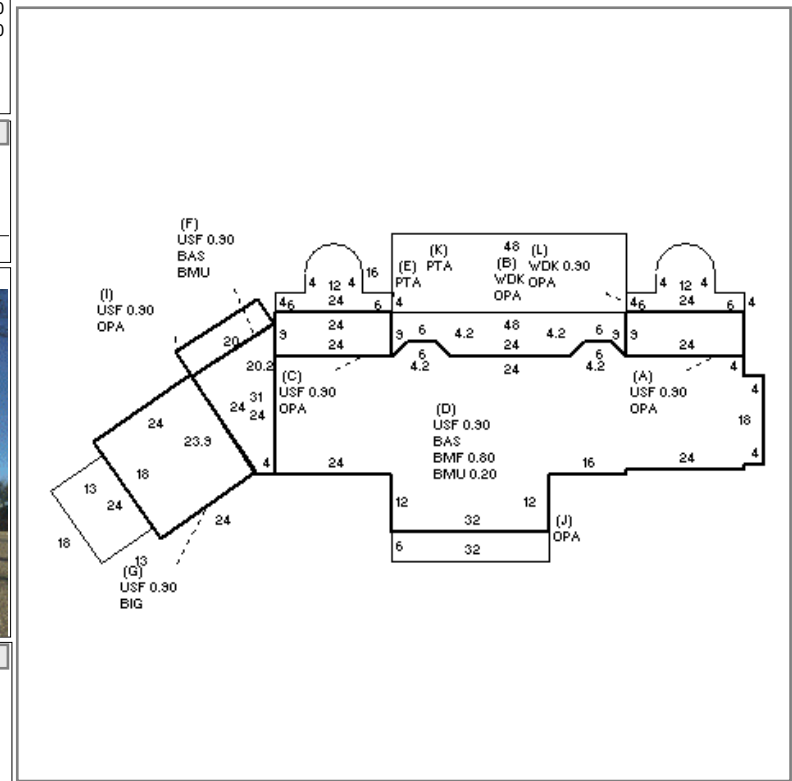 0
0
(F)
USF 0.90
BAS
BMU
(I)
USF 0.90
OPA
(E)
PTA
(K)
PTA
48
(B)
WDK
OPA
(L)
WDK 0.90
OPA
4
12
4
16
4
6
24
6
4
4
12
4
4
6
24
6
4
20
9
24
24
9
6
4.2
48
24
4.2
6
9
9
24
20.2
6
4.2
24
6
4.2
4
(C)
USF 0.90
OPA
(A)
USF 0.90
OPA
4
18
4
31
24
24
24
23.9
(D)
USF 0.90
BAS
BMF 0.80
BMU 0.20
4
24
16
24
18
13
24
18
13
24
12
12
32
(J)
OPA
6
32
(G)
USF 0.90
BIG